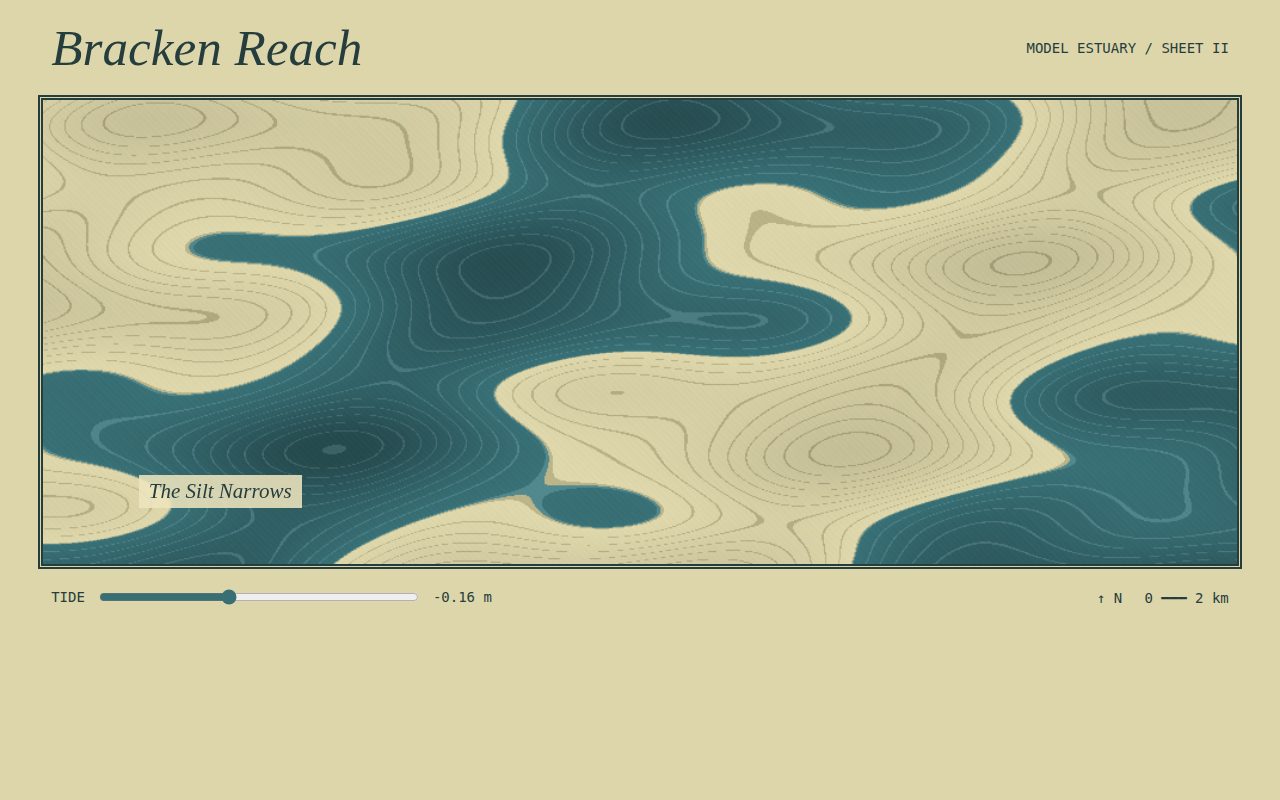 Bracken Reach
MODEL ESTUARY / SHEET II
The Silt Narrows
TIDE -0.16 m
↑ N 0 ━━━ 2 km